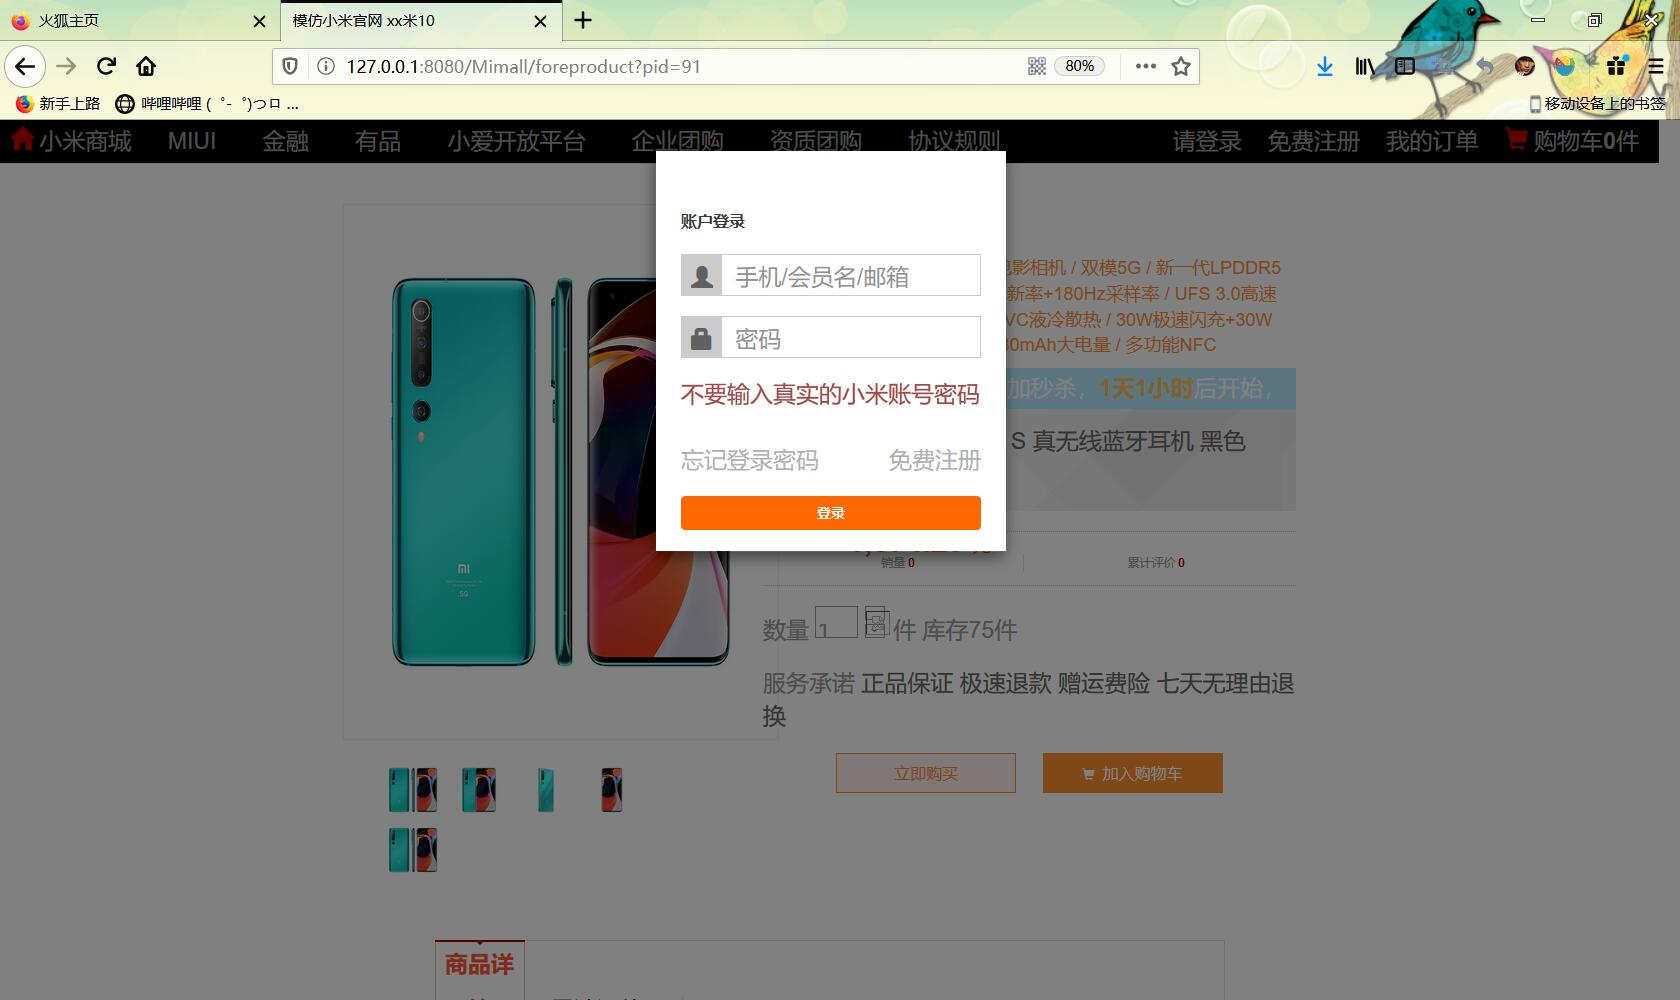 火狐主页
模仿小米官网 xx米10
127.0.0.1:8080/Mimall/foreproduct?pid=91
80%
新手上路
哔哩哔哩 ( ゜- ゜)つロ ...
移动设备上的书签
小米商城 MIUI 金融 有品 小爱开放平台 企业团购 资质团购 协议规则 请登录 免费注册 我的订单 购物车0件
账户登录
手机/会员名/邮箱
密码
不要输入真实的小米账号密码
忘记登录密码 免费注册
登录
影相机 / 双模5G / 新一代LPDDR5
新率+180Hz采样率 / UFS 3.0高速
VC液冷散热 / 30W极速闪充+30W
80mAh大电量 / 多功能NFC
加秒杀，1天1小时后开始，
S 真无线蓝牙耳机 黑色
销量 0 累计评价 0
数量 1 件 库存75件
服务承诺 正品保证 极速退款 赠运费险 七天无理由退
换
mi
5G
立即购买 加入购物车
商品详